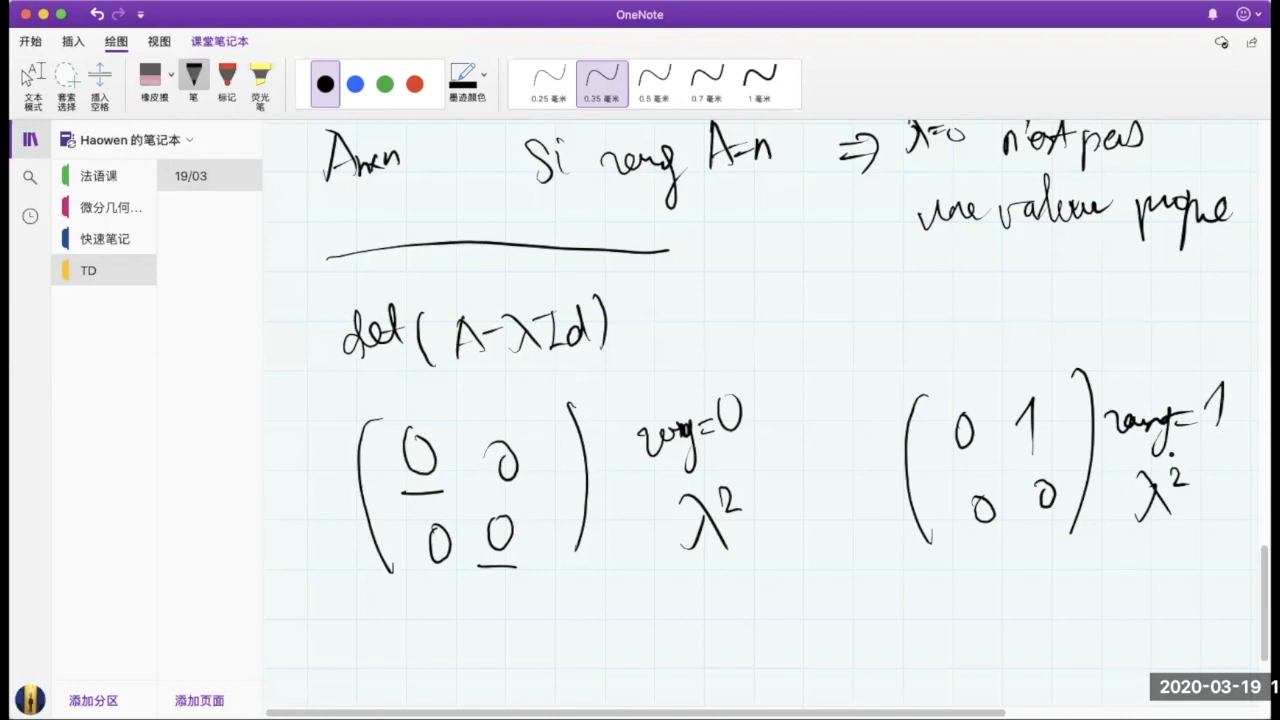 OneNote
开始 插入 绘图 视图 课堂笔记本
文本模式 套索选择 插入空格 橡皮擦 笔 标记 荧光笔 墨迹颜色 0.25 毫米 0.35 毫米 0.5 毫米 0.7 毫米 1 毫米
Haowen 的笔记本
法语课
微分几何...
快速笔记
TD
19/03
A n×n Si rang A=n ⇒ λ=0 n'est pas
une valeur propre
det(A-λId)
( 0 0 ) rang=0 ( 0 1 ) rang=1
( 0 0 ) λ² ( 0 0 ) λ²
添加分区 添加页面
2020-03-19 1